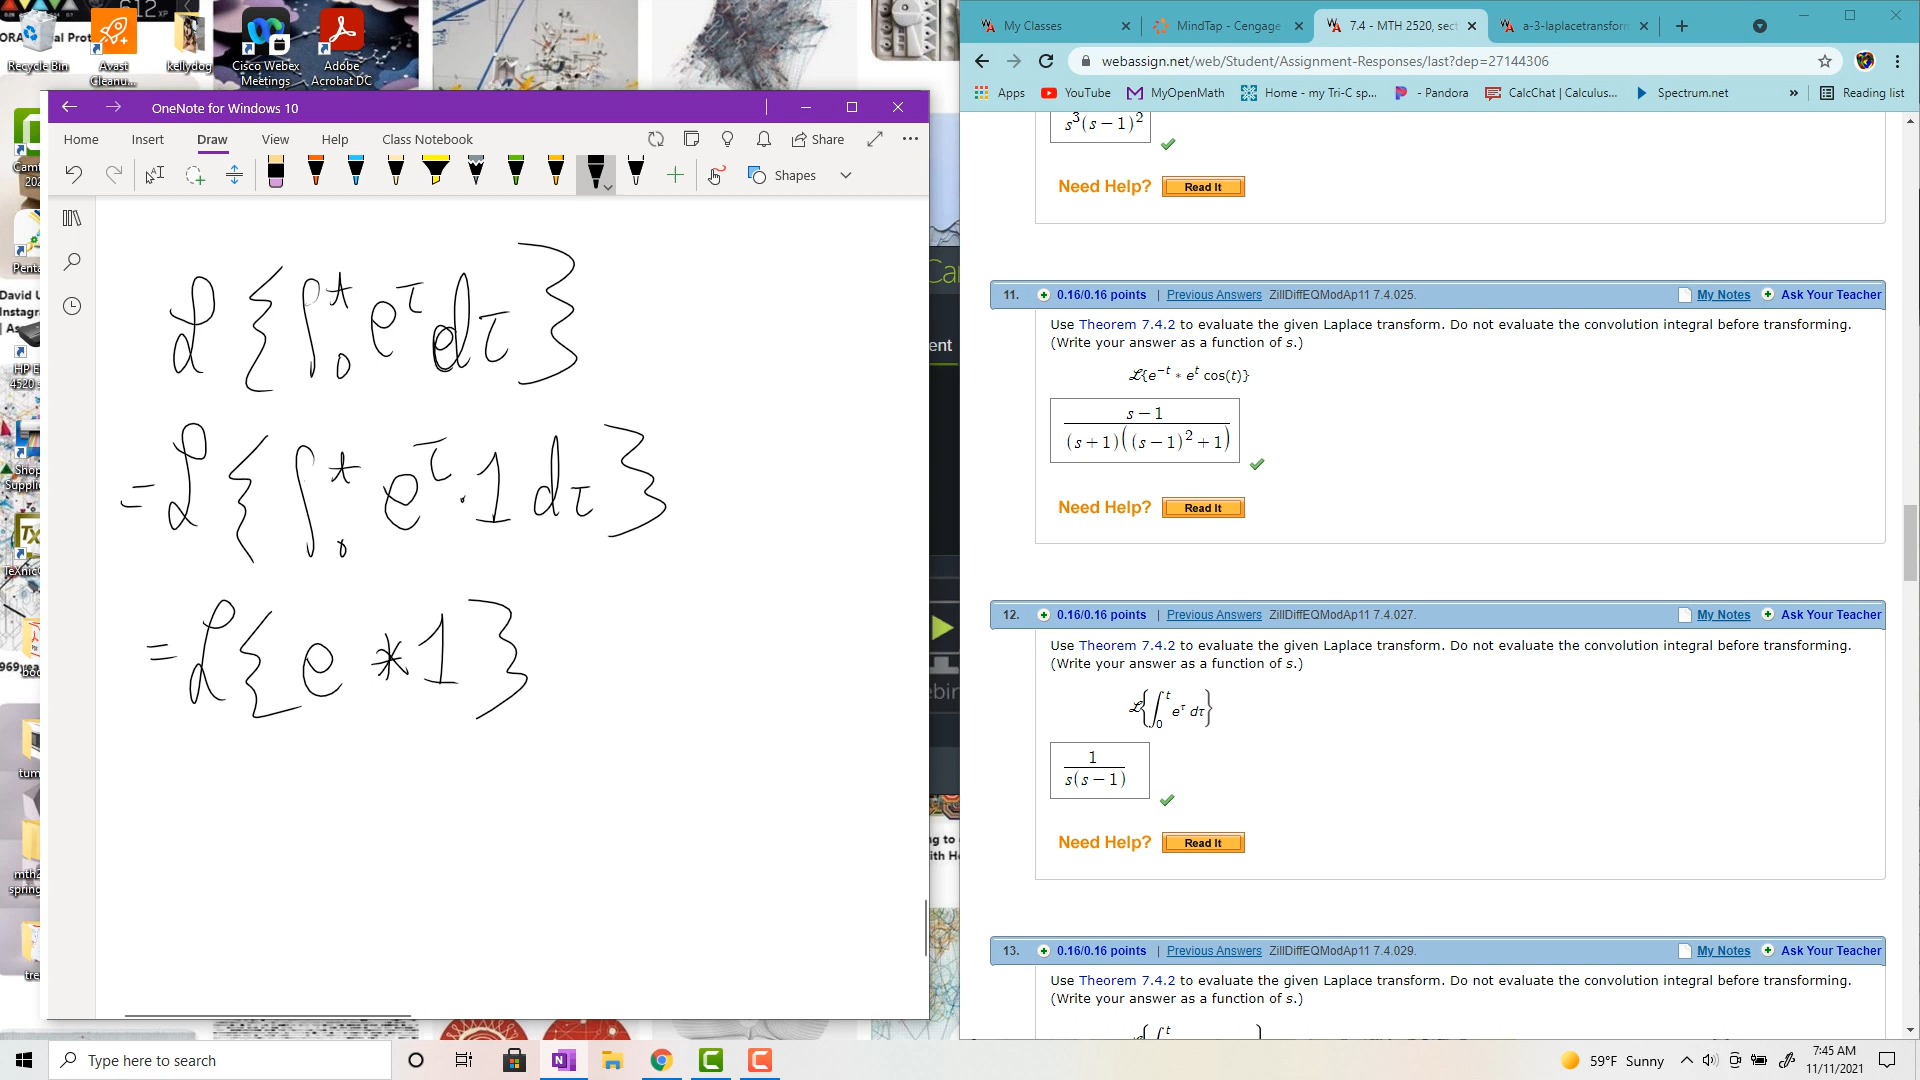 Recycle Bin
Avast Cleanu...
kellydog
Cisco Webex Meetings
Adobe Acrobat DC
OneNote for Windows 10
Home Insert Draw View Help Class Notebook
Share
Shapes
ℒ{∫₀ᵗ e^τ dτ}
= ℒ{∫₀ᵗ e^τ · 1 dτ}
= ℒ{e * 1}
My Classes
MindTap - Cengage
7.4 - MTH 2520, sect
a-3-laplacetransform
webassign.net/web/Student/Assignment-Responses/last?dep=27144306
Apps YouTube MyOpenMath Home - my Tri-C sp... - Pandora CalcChat | Calculus... Spectrum.net » Reading list
s³(s − 1)²
Need Help? Read It
11. 0.16/0.16 points | Previous Answers ZillDiffEQModAp11 7.4.025. My Notes Ask Your Teacher
Use Theorem 7.4.2 to evaluate the given Laplace transform. Do not evaluate the convolution integral before transforming.
(Write your answer as a function of s.)
ℒ{e^−t * e^t cos(t)}
s − 1
(s + 1)((s − 1)² + 1)
Need Help? Read It
12. 0.16/0.16 points | Previous Answers ZillDiffEQModAp11 7.4.027. My Notes Ask Your Teacher
Use Theorem 7.4.2 to evaluate the given Laplace transform. Do not evaluate the convolution integral before transforming.
(Write your answer as a function of s.)
ℒ{∫₀ᵗ e^τ dτ}
1
s(s − 1)
Need Help? Read It
13. 0.16/0.16 points | Previous Answers ZillDiffEQModAp11 7.4.029. My Notes Ask Your Teacher
Use Theorem 7.4.2 to evaluate the given Laplace transform. Do not evaluate the convolution integral before transforming.
(Write your answer as a function of s.)
Type here to search
59°F Sunny
7:45 AM
11/11/2021